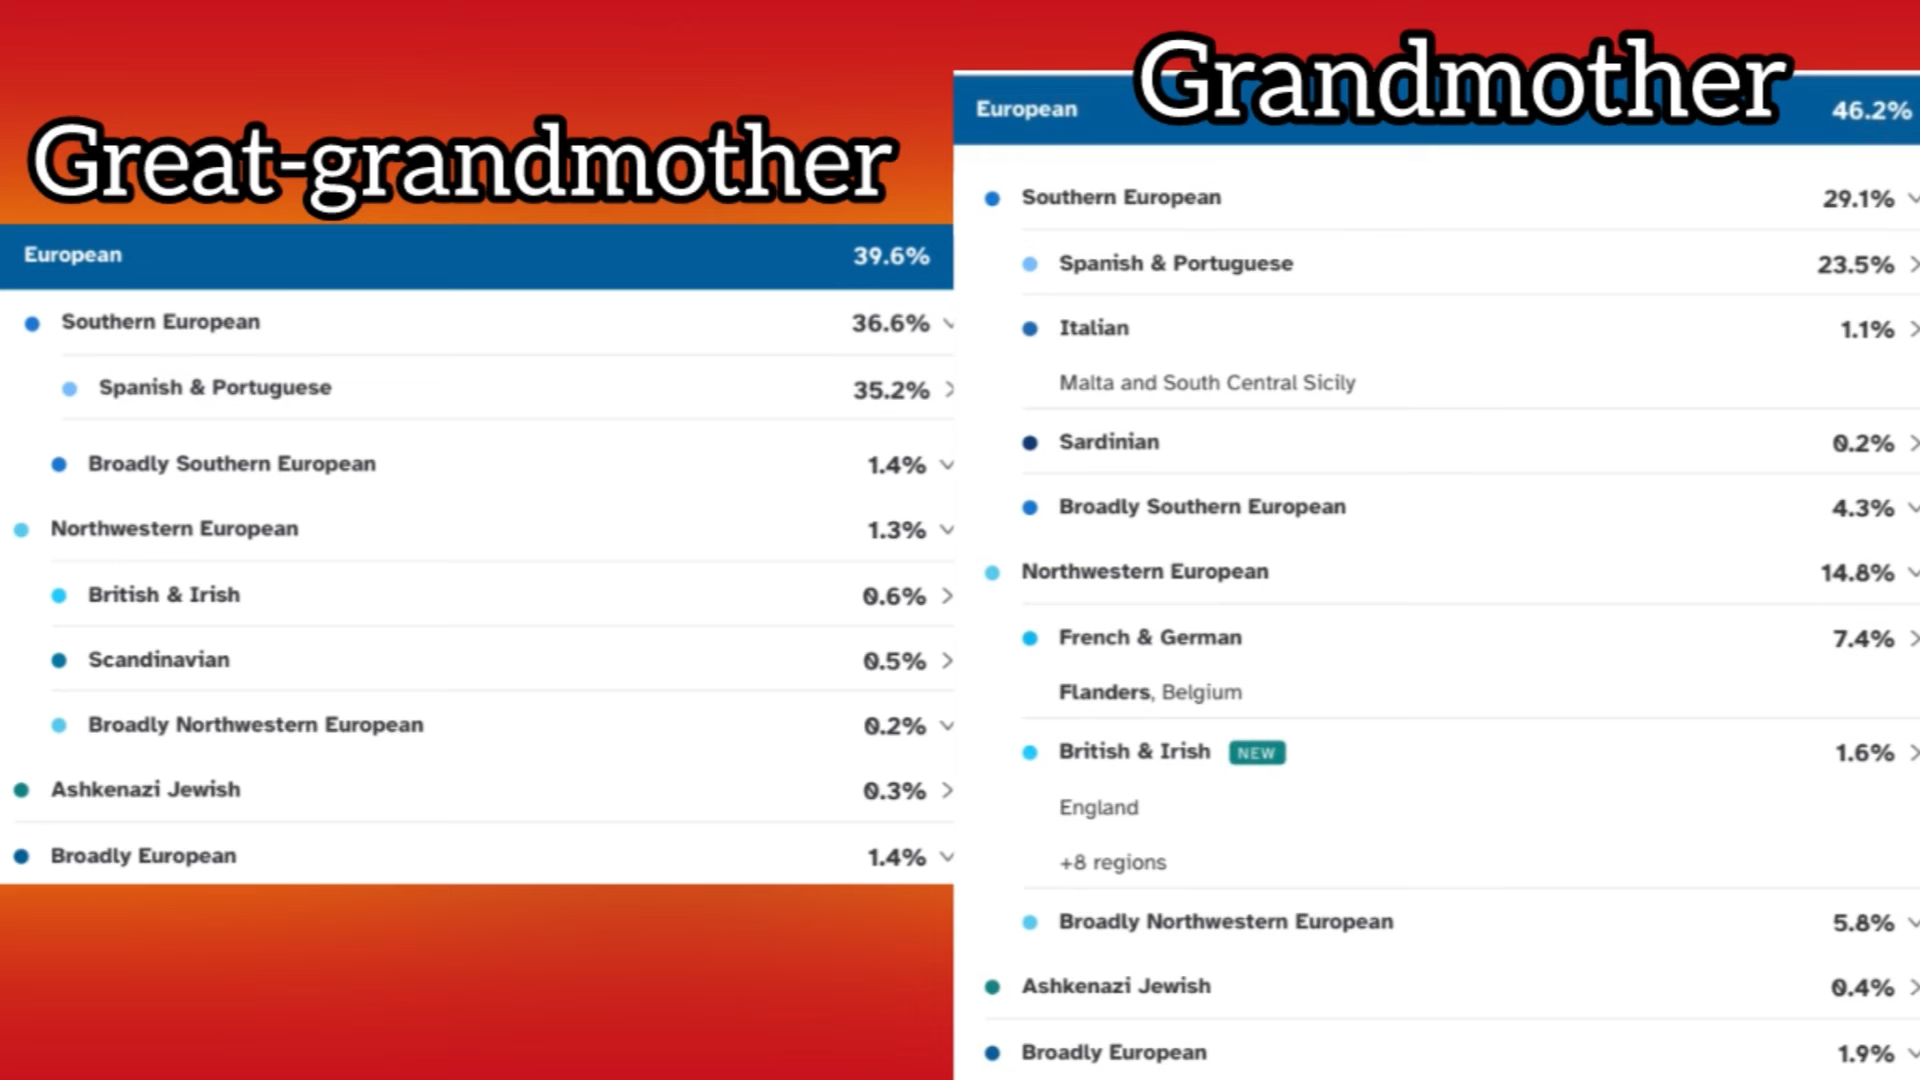 Great-grandmother
European 39.6%
Southern European 36.6%
Spanish & Portuguese 35.2%
Broadly Southern European 1.4%
Northwestern European 1.3%
British & Irish 0.6%
Scandinavian 0.5%
Broadly Northwestern European 0.2%
Ashkenazi Jewish 0.3%
Broadly European 1.4%
Grandmother
European 46.2%
Southern European 29.1%
Spanish & Portuguese 23.5%
Italian 1.1%
Malta and South Central Sicily
Sardinian 0.2%
Broadly Southern European 4.3%
Northwestern European 14.8%
French & German 7.4%
Flanders, Belgium
British & Irish NEW 1.6%
England
+8 regions
Broadly Northwestern European 5.8%
Ashkenazi Jewish 0.4%
Broadly European 1.9%